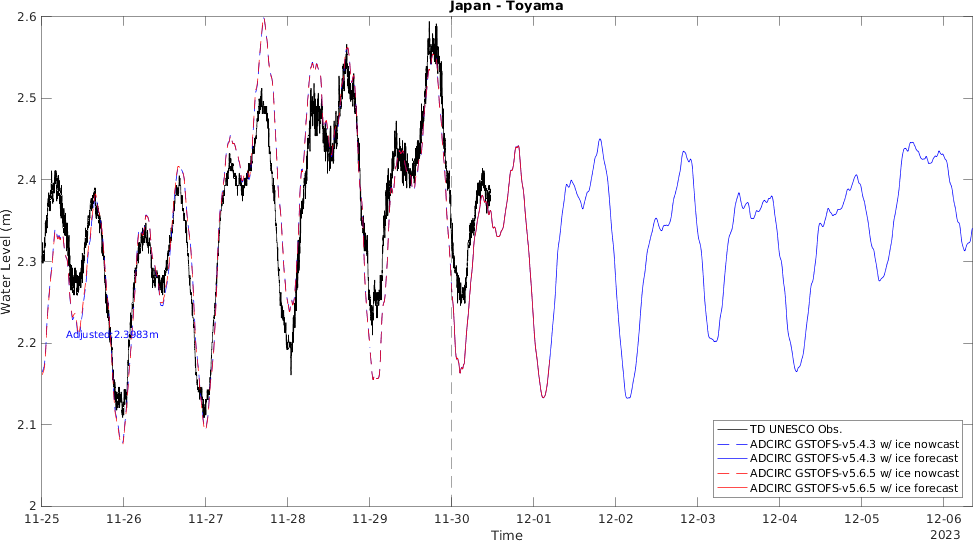 Japan - Toyama
2.6
2.5
2.4
2.3
2.2
2.1
2
Water Level (m)
11-25 11-26 11-27 11-28 11-29 11-30 12-01 12-02 12-03 12-04 12-05 12-06
2023
Time
TD UNESCO Obs.
ADCIRC GSTOFS-v5.4.3 w/ ice nowcast
ADCIRC GSTOFS-v5.4.3 w/ ice forecast
ADCIRC GSTOFS-v5.6.5 w/ ice nowcast
ADCIRC GSTOFS-v5.6.5 w/ ice forecast